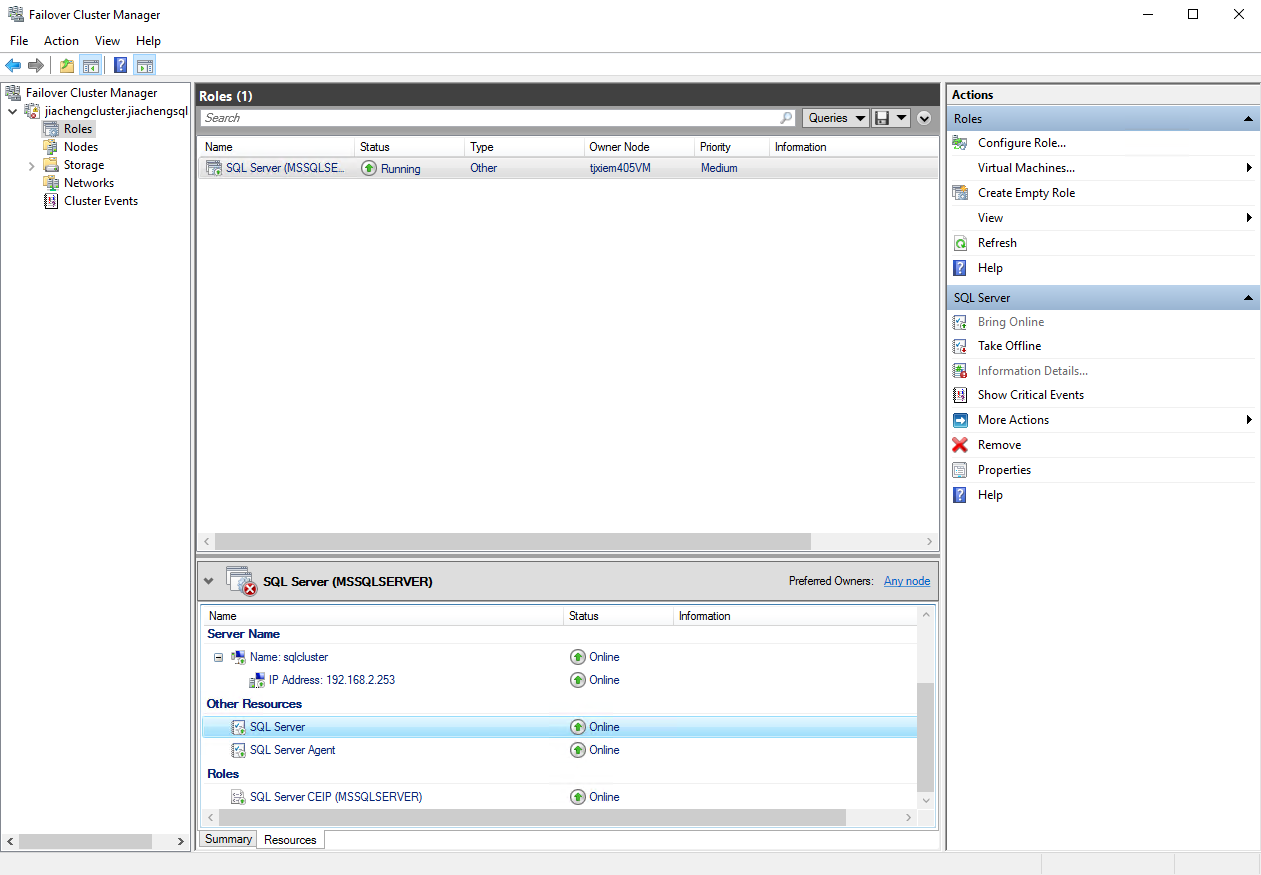 Failover Cluster Manager
File Action View Help
Failover Cluster Manager
jiachengcluster.jiachengsql
Roles
Nodes
Storage
Networks
Cluster Events
Roles (1)
Search
Queries
Name Status Type Owner Node Priority Information
SQL Server (MSSQLSE... Running Other tjxiem405VM Medium
SQL Server (MSSQLSERVER) Preferred Owners: Any node
Name Status Information
Server Name
Name: sqlcluster Online
IP Address: 192.168.2.253 Online
Other Resources
SQL Server Online
SQL Server Agent Online
Roles
SQL Server CEIP (MSSQLSERVER) Online
Summary Resources
Actions
Roles
Configure Role...
Virtual Machines...
Create Empty Role
View
Refresh
Help
SQL Server
Bring Online
Take Offline
Information Details...
Show Critical Events
More Actions
Remove
Properties
Help